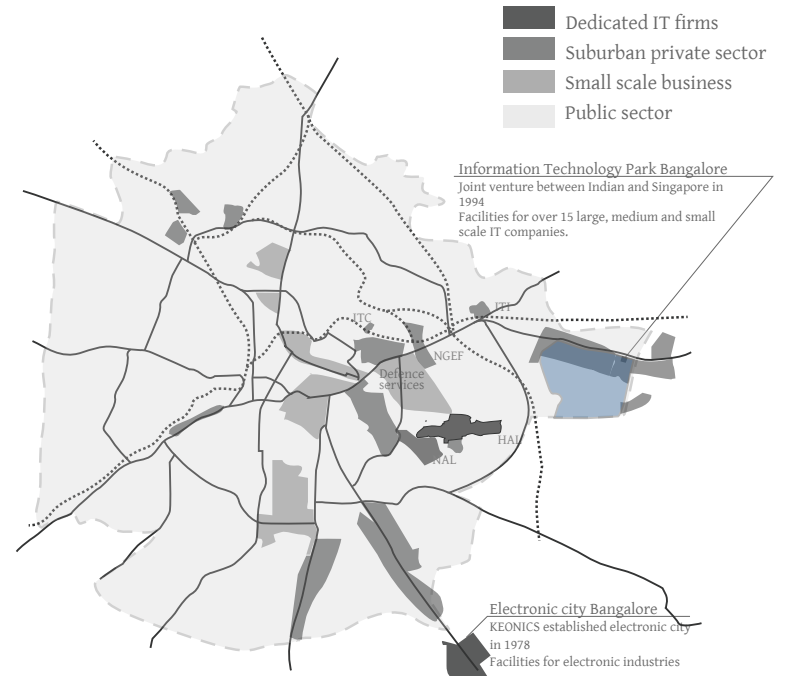 Dedicated IT firms
Suburban private sector
Small scale business
Public sector
Information Technology Park Bangalore
Joint venture between Indian and Singapore in
1994
Facilities for over 15 large, medium and small
scale IT companies.
ITI
ITC
NGEF
Defence
services
HAL
NAL
Electronic city Bangalore
KEONICS established electronic city
in 1978
Facilities for electronic industries